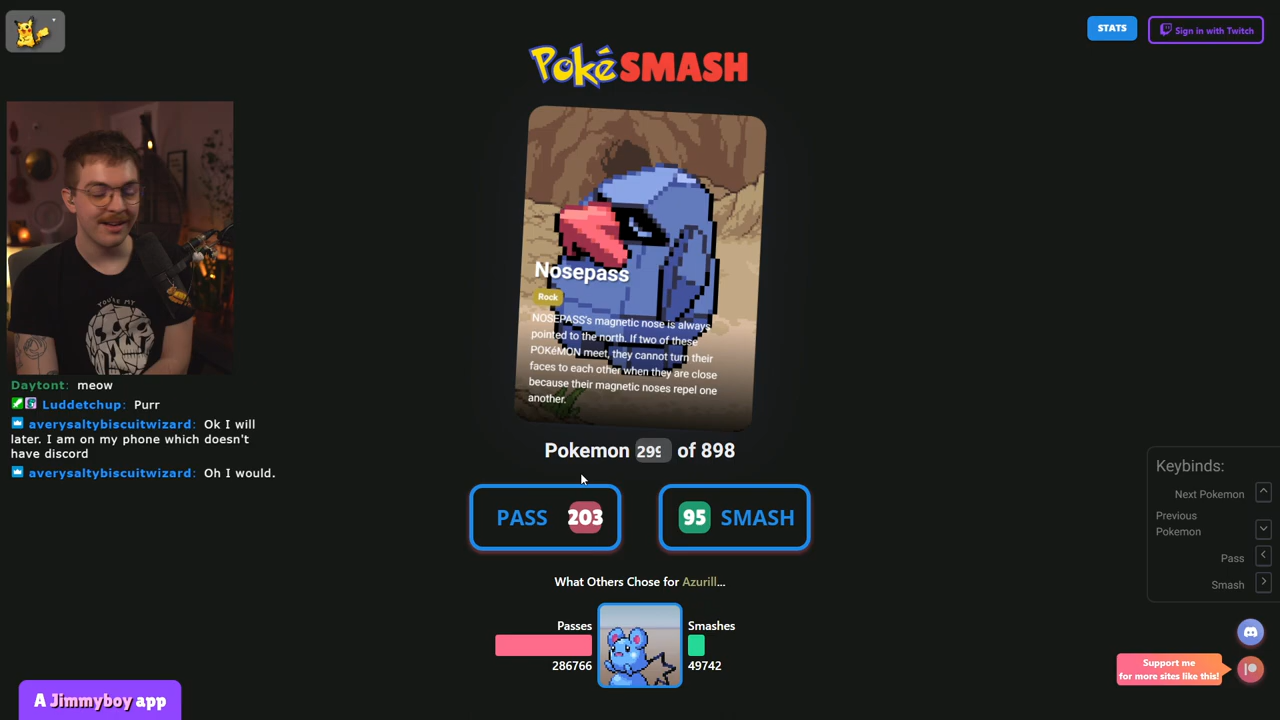 STATS
Sign in with Twitch
PokéSMASH
YOU'RE MY
Nosepass
Rock
NOSEPASS's magnetic nose is always
pointed to the north. If two of these
POKéMON meet, they cannot turn their
faces to each other when they are close
because their magnetic noses repel one
another.
Daytont: meow
Luddetchup: Purr
averysaltybiscuitwizard: Ok I will
later. I am on my phone which doesn't
have discord
averysaltybiscuitwizard: Oh I would.
Pokemon 299 of 898
PASS 203
95 SMASH
What Others Chose for Azurill...
Passes
286766
Smashes
49742
Keybinds:
Next Pokemon
Previous
Pokemon
Pass
Smash
Support me
for more sites like this!
A Jimmyboy app